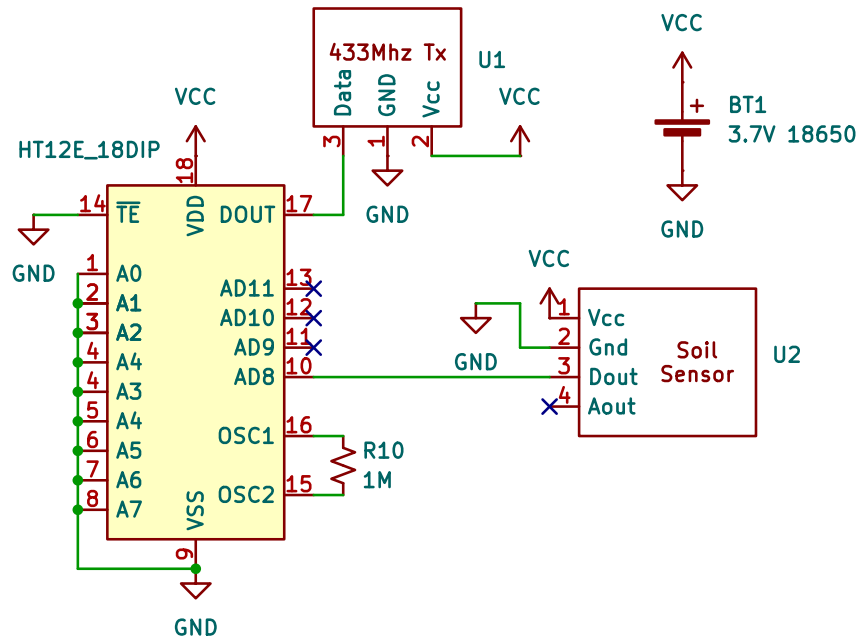 VCC
433Mhz Tx
U1
Data
GND
Vcc
3
1
2
VCC
GND
VCC
+
BT1
3.7V 18650
GND
VCC
HT12E_18DIP
18
VDD
14
TE
GND
DOUT
17
1
A0
2
A1
3
A2
4
A4
4
A3
5
A4
6
A5
7
A6
8
A7
AD11
13
AD10
12
AD9
11
AD8
10
OSC1
16
OSC2
15
R10
1M
VSS
9
GND
VCC
GND
1
Vcc
2
Gnd
3
Dout
4
Aout
Soil
Sensor
U2